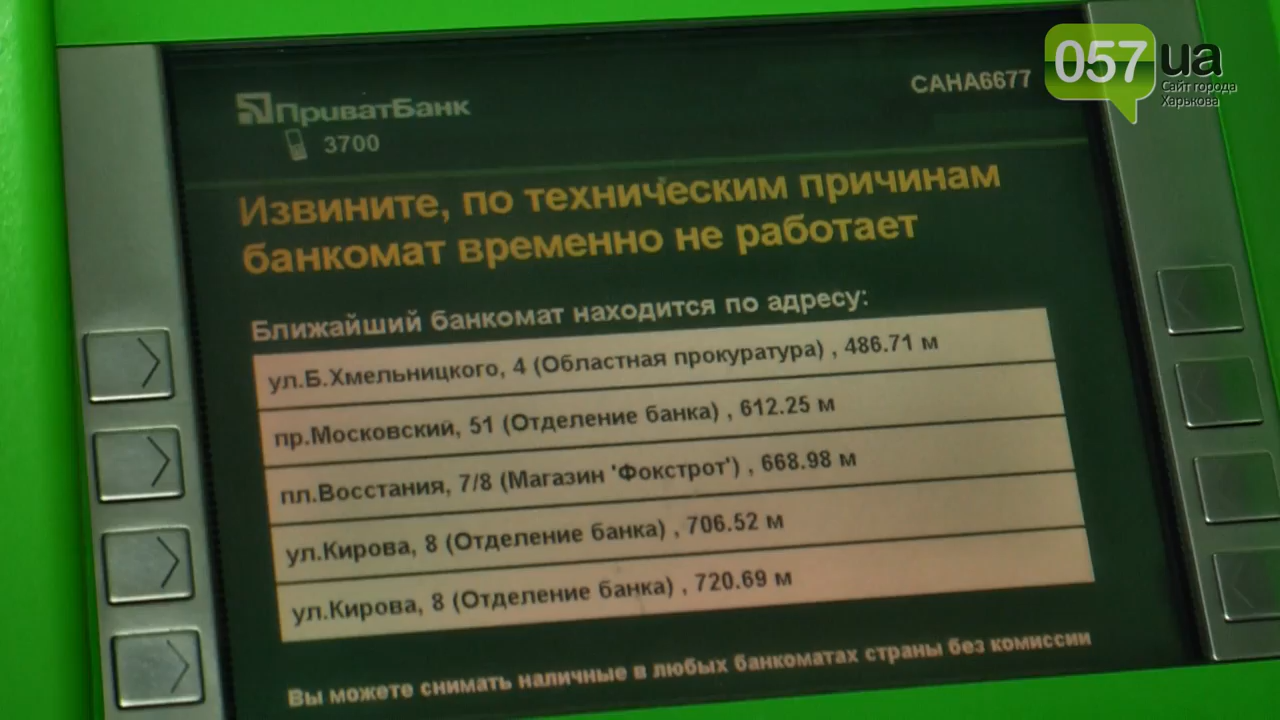 ПриватБанк
3700
CAHA6677
057 ua
Сайт города
Харькова
Извините, по техническим причинам
банкомат временно не работает
Ближайший банкомат находится по адресу:
ул.Б.Хмельницкого, 4 (Областная прокуратура) , 486.71 м
пр.Московский, 51 (Отделение банка) , 612.25 м
пл.Восстания, 7/8 (Магазин 'Фокстрот') , 668.98 м
ул.Кирова, 8 (Отделение банка) , 706.52 м
ул.Кирова, 8 (Отделение банка) , 720.69 м
Вы можете снимать наличные в любых банкоматах страны без комиссии